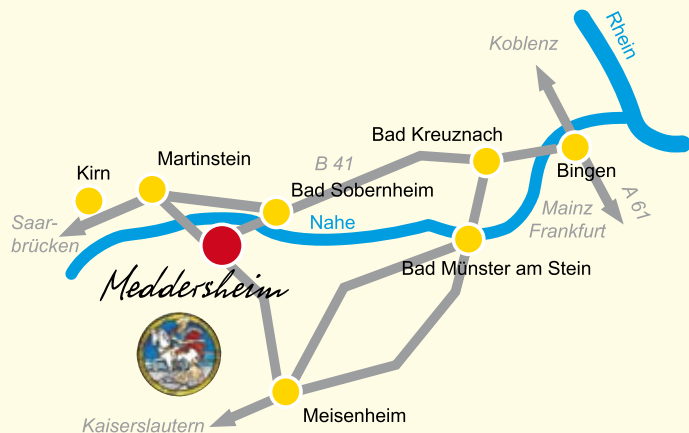 Rhein
Koblenz
Bad Kreuznach
Martinstein
B 41
Kirn
Bingen
Bad Sobernheim
A 61
Saar-
brücken
Nahe
Mainz
Frankfurt
Bad Münster am Stein
Meddersheim
Meisenheim
Kaiserslautern